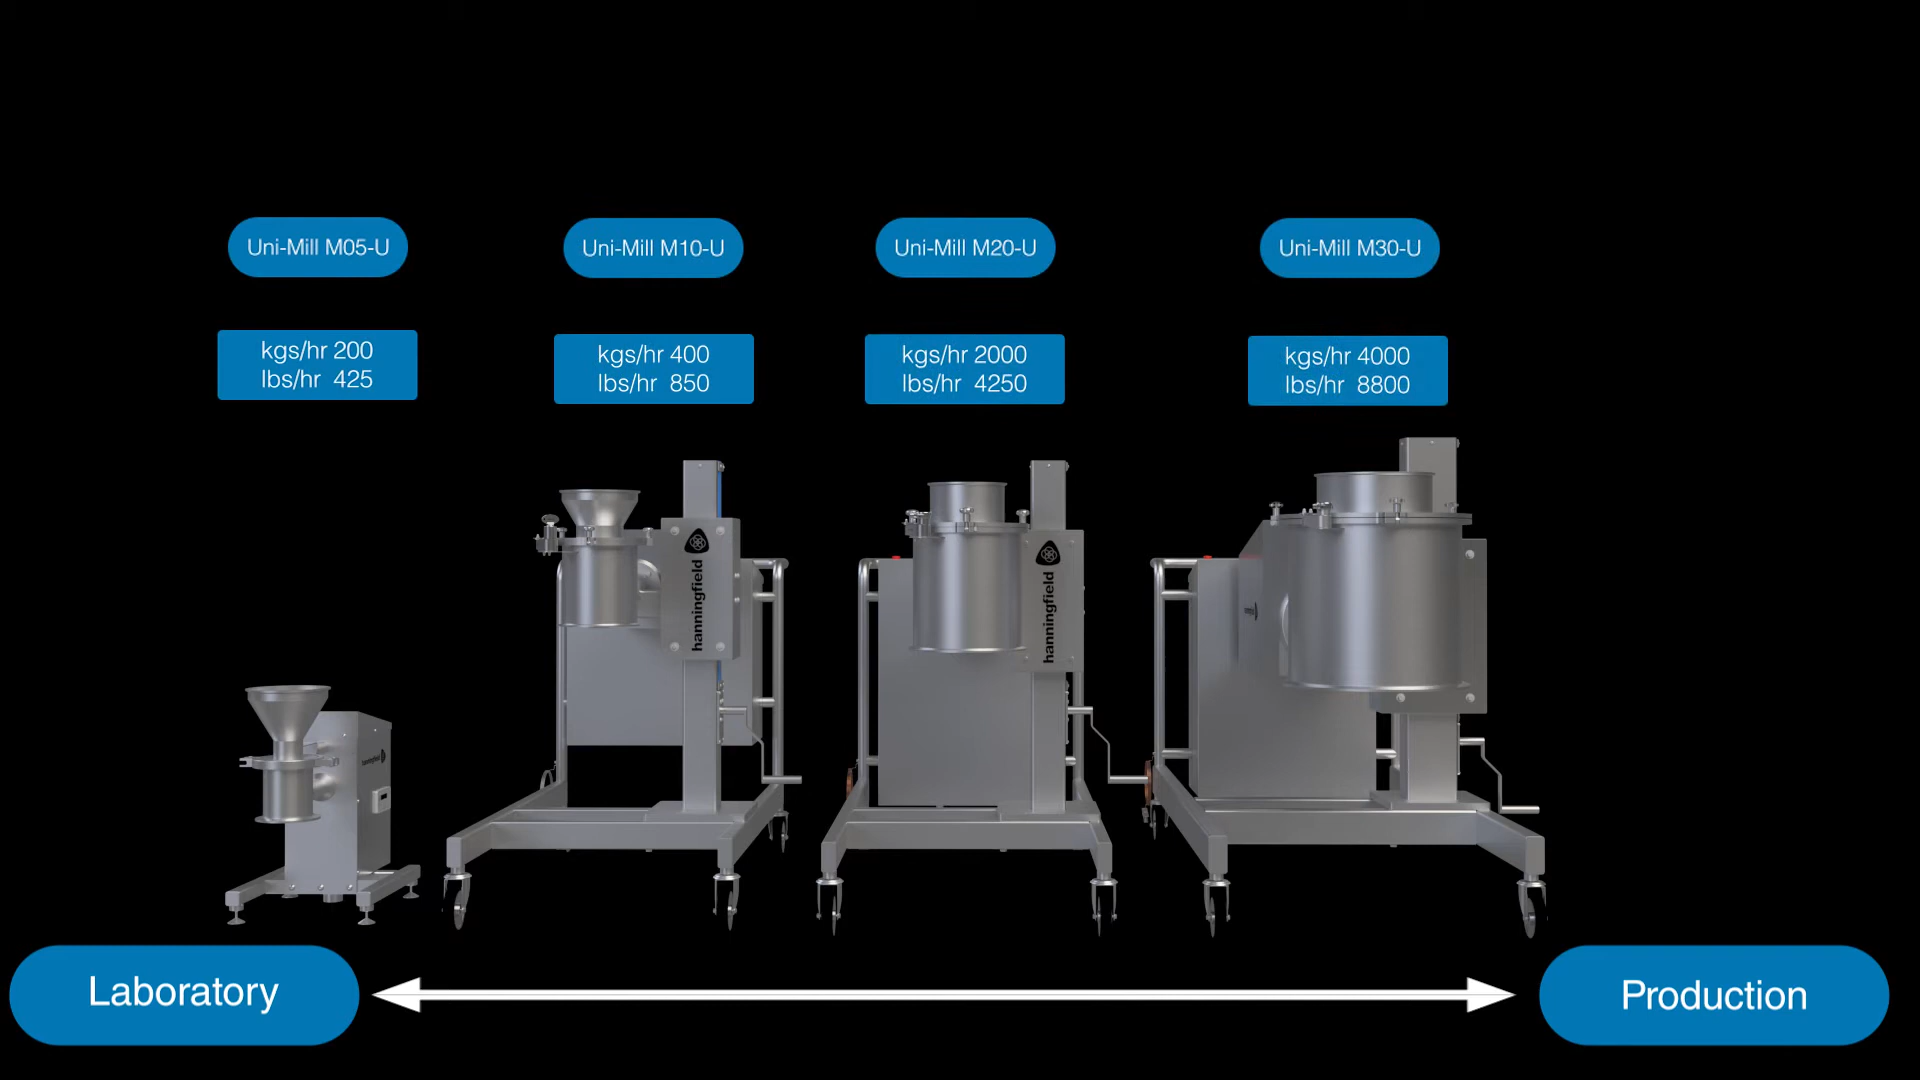 Uni-Mill M05-U
Uni-Mill M10-U
Uni-Mill M20-U
Uni-Mill M30-U
kgs/hr 200
lbs/hr 425
kgs/hr 400
lbs/hr 850
kgs/hr 2000
lbs/hr 4250
kgs/hr 4000
lbs/hr 8800
hanningfield
hanningfield
hanningfield
Laboratory
Production